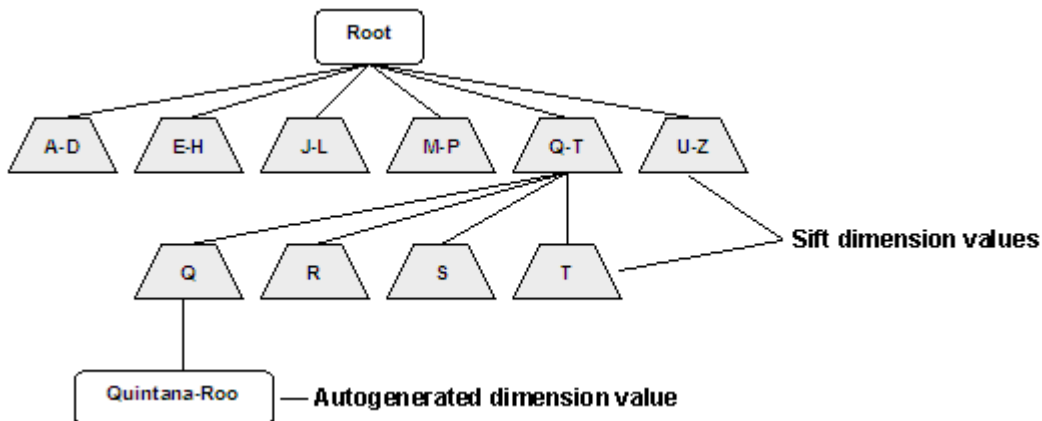 Root
A-D E-H J-L M-P Q-T U-Z
Sift dimension values
Q R S T
Quintana-Roo
Autogenerated dimension value